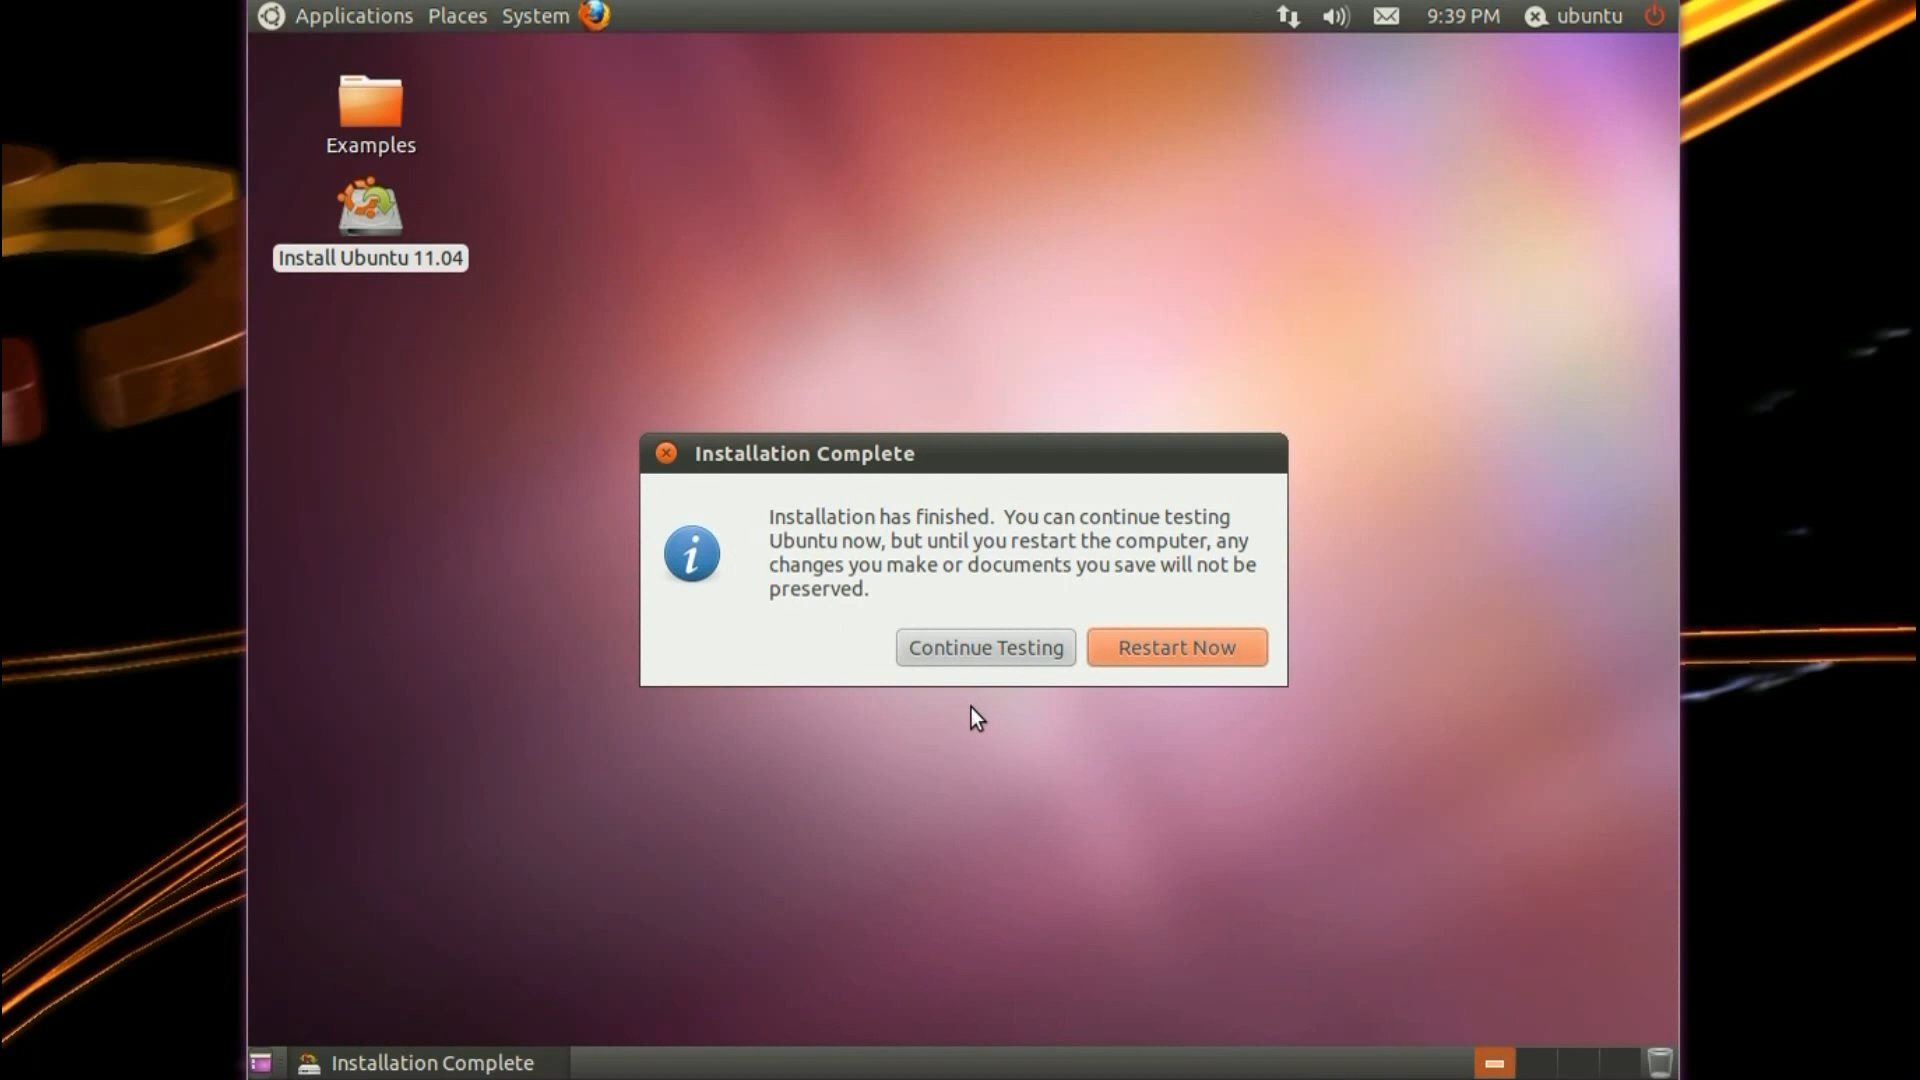 Applications Places System
9:39 PM ubuntu
Examples
Install Ubuntu 11.04
Installation Complete
Installation has finished. You can continue testing
Ubuntu now, but until you restart the computer, any
changes you make or documents you save will not be
preserved.
Continue Testing Restart Now
Installation Complete